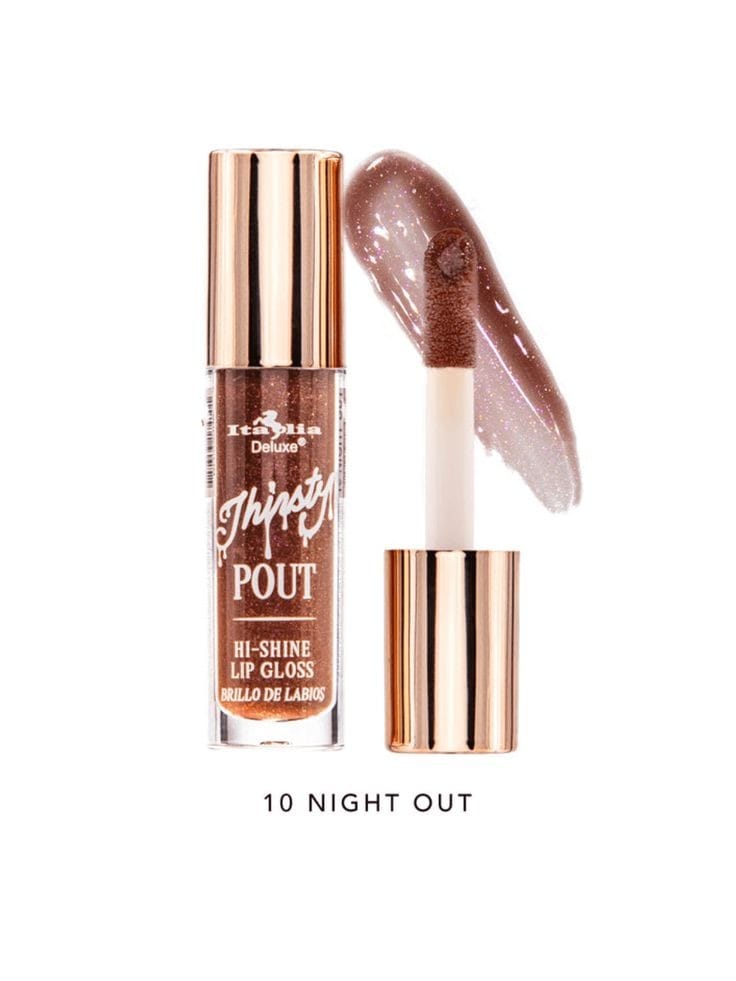 Italia
Deluxe®
Thirsty
POUT
HI-SHINE
LIP GLOSS
BRILLO DE LABIOS
10 NIGHT OUT